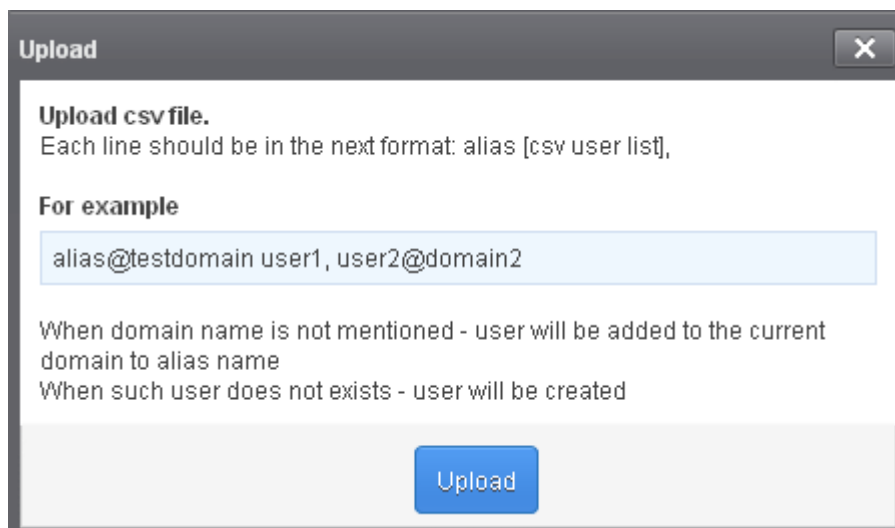 Upload
Upload csv file.
Each line should be in the next format: alias [csv user list],
For example
alias@testdomain user1, user2@domain2
When domain name is not mentioned - user will be added to the current
domain to alias name
When such user does not exists - user will be created
Upload